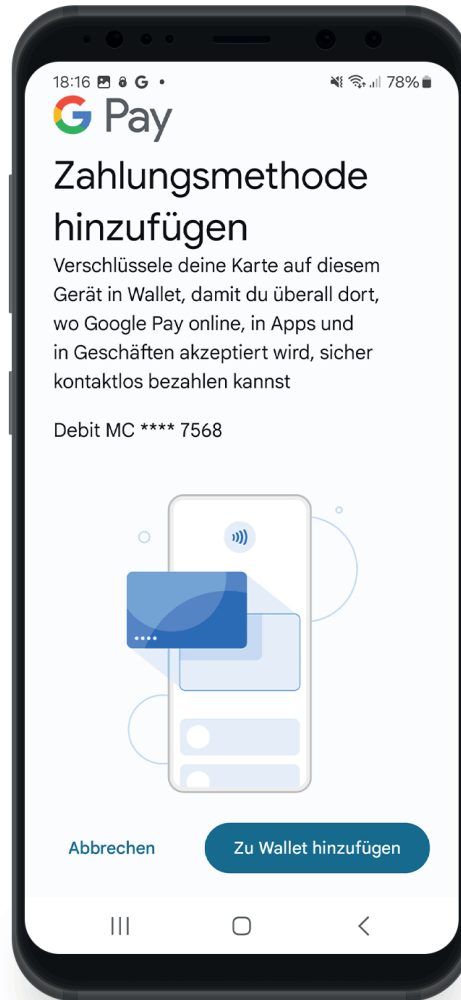 18:16 G • 78%
G Pay
Zahlungsmethode
hinzufügen
Verschlüssele deine Karte auf diesem
Gerät in Wallet, damit du überall dort,
wo Google Pay online, in Apps und
in Geschäften akzeptiert wird, sicher
kontaktlos bezahlen kannst
Debit MC **** 7568
Abbrechen
Zu Wallet hinzufügen